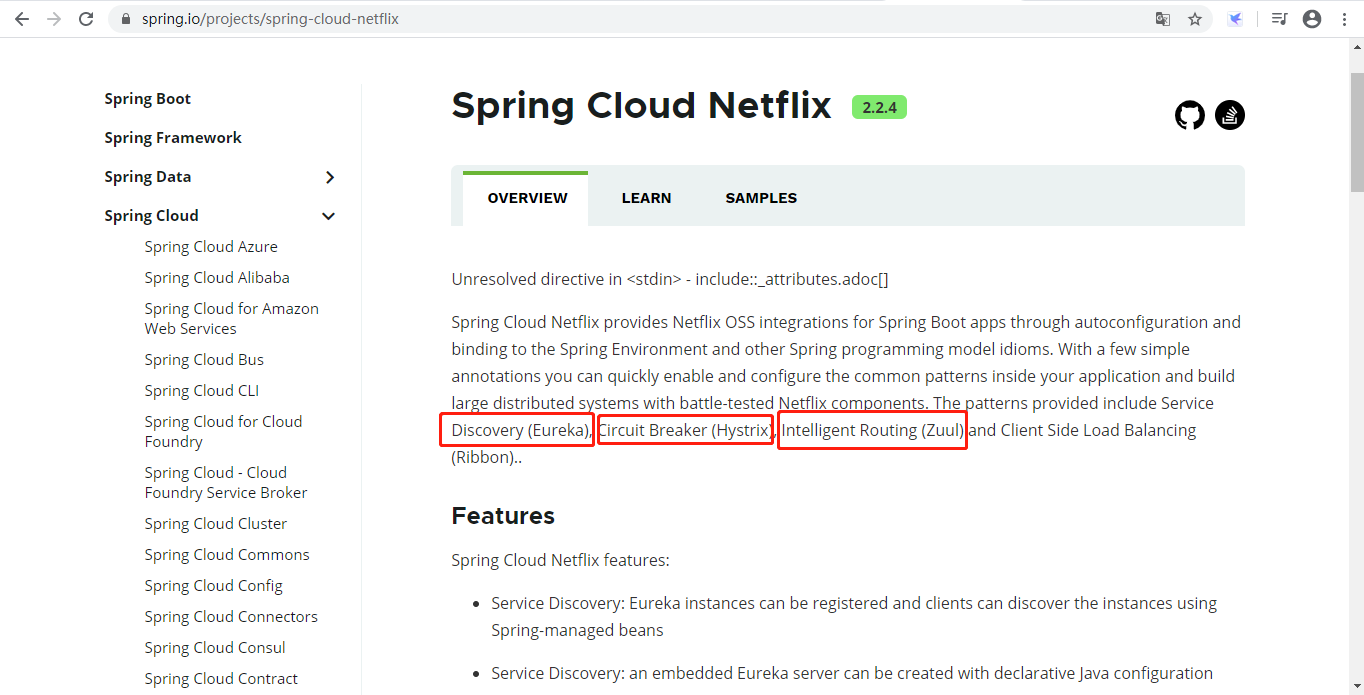 spring.io/projects/spring-cloud-netflix
Spring Boot
Spring Framework
Spring Data
Spring Cloud
Spring Cloud Azure
Spring Cloud Alibaba
Spring Cloud for Amazon
Web Services
Spring Cloud Bus
Spring Cloud CLI
Spring Cloud for Cloud
Foundry
Spring Cloud - Cloud
Foundry Service Broker
Spring Cloud Cluster
Spring Cloud Commons
Spring Cloud Config
Spring Cloud Connectors
Spring Cloud Consul
Spring Cloud Contract
Spring Cloud Netflix 2.2.4
OVERVIEW LEARN SAMPLES
Unresolved directive in <stdin> - include::_attributes.adoc[]
Spring Cloud Netflix provides Netflix OSS integrations for Spring Boot apps through autoconfiguration and
binding to the Spring Environment and other Spring programming model idioms. With a few simple
annotations you can quickly enable and configure the common patterns inside your application and build
large distributed systems with battle-tested Netflix components. The patterns provided include Service
Discovery (Eureka), Circuit Breaker (Hystrix), Intelligent Routing (Zuul) and Client Side Load Balancing
(Ribbon)..
Features
Spring Cloud Netflix features:
• Service Discovery: Eureka instances can be registered and clients can discover the instances using
Spring-managed beans
• Service Discovery: an embedded Eureka server can be created with declarative Java configuration